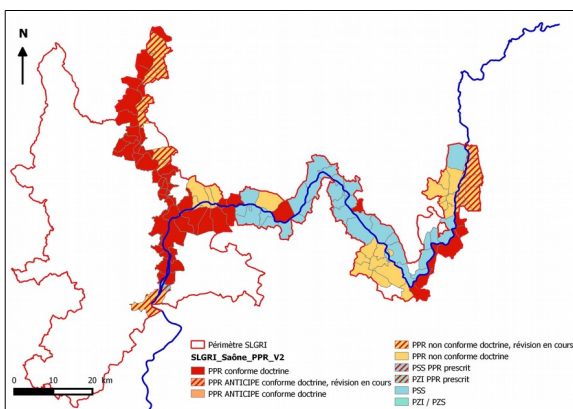 N
Périmètre SLGRI
SLGRI_Saône_PPR_V2
PPR conforme doctrine
PPR ANTICIPE conforme doctrine, révision en cours
PPR ANTICIPE conforme doctrine
PPR non conforme doctrine, révision en cours
PPR non conforme doctrine
PSS PPR prescrit
PZI PPR prescrit
PSS
PZI / PZS
0 10 20 km